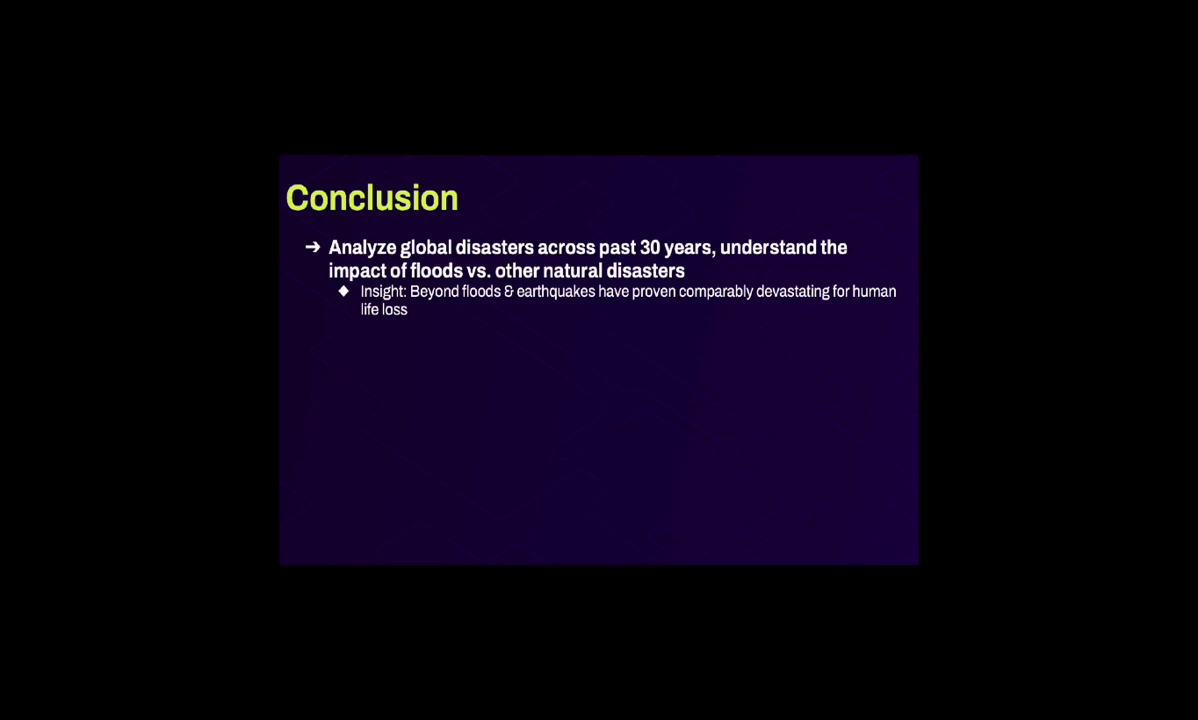 Conclusion
➔ Analyze global disasters across past 30 years, understand the
impact of floods vs. other natural disasters
◆ Insight: Beyond floods & earthquakes have proven comparably devastating for human
life loss